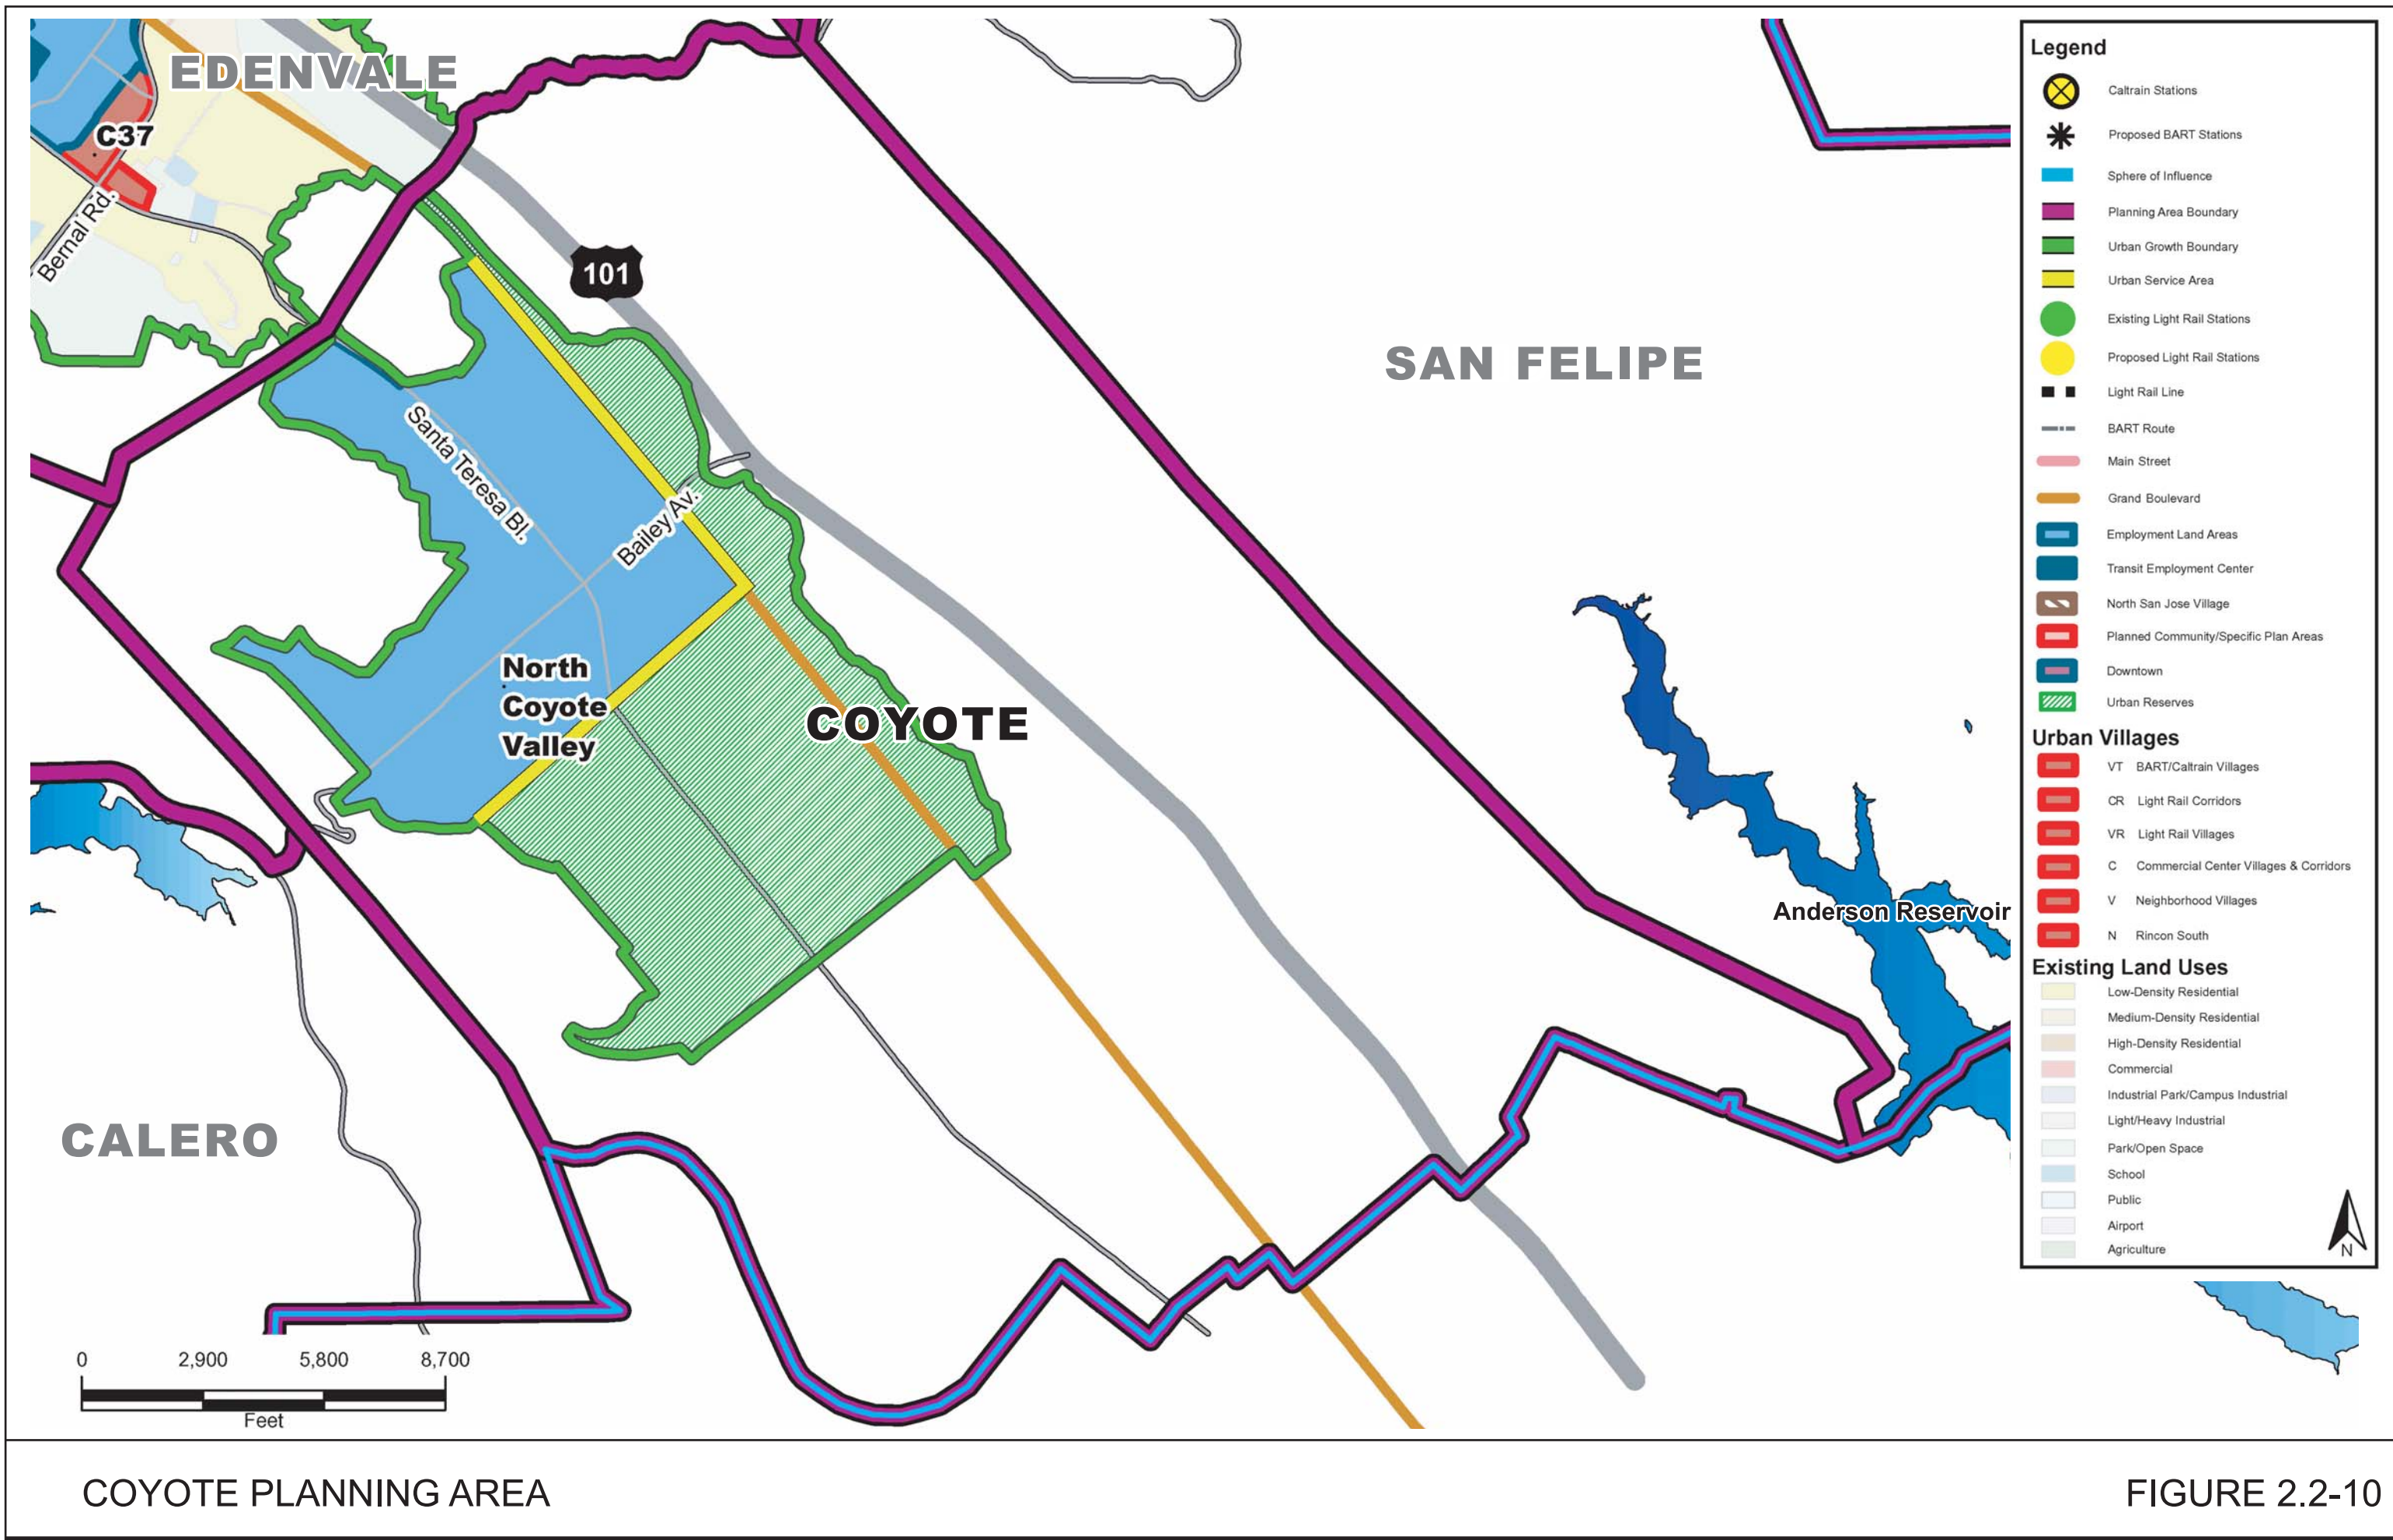 EDENVALE
C37
Bernal Rd.
101
SAN FELIPE
Santa Teresa Bl.
Bailey Av.
North
Coyote
Valley
COYOTE
Anderson Reservoir
CALERO
0 2,900 5,800 8,700
Feet
Legend
Caltrain Stations
Proposed BART Stations
Sphere of Influence
Planning Area Boundary
Urban Growth Boundary
Urban Service Area
Existing Light Rail Stations
Proposed Light Rail Stations
Light Rail Line
BART Route
Main Street
Grand Boulevard
Employment Land Areas
Transit Employment Center
North San Jose Village
Planned Community/Specific Plan Areas
Downtown
Urban Reserves
Urban Villages
VT BART/Caltrain Villages
CR Light Rail Corridors
VR Light Rail Villages
C Commercial Center Villages & Corridors
V Neighborhood Villages
N Rincon South
Existing Land Uses
Low-Density Residential
Medium-Density Residential
High-Density Residential
Commercial
Industrial Park/Campus Industrial
Light/Heavy Industrial
Park/Open Space
School
Public
Airport
Agriculture
N
COYOTE PLANNING AREA
FIGURE 2.2-10